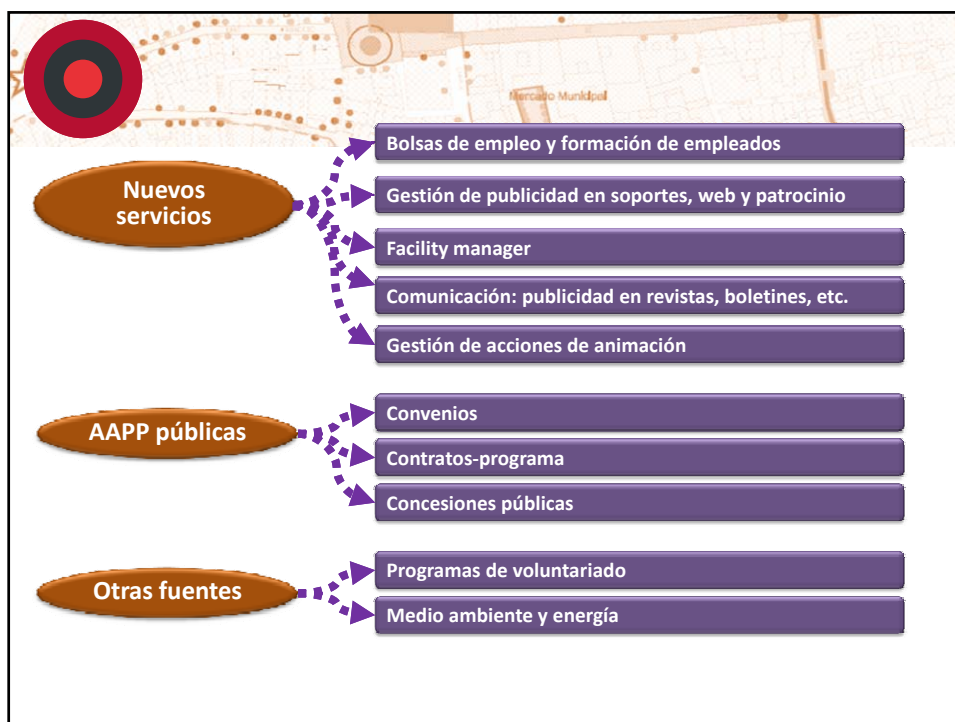 Mercado Municipal
Nuevos
servicios
Bolsas de empleo y formación de empleados
Gestión de publicidad en soportes, web y patrocinio
Facility manager
Comunicación: publicidad en revistas, boletines, etc.
Gestión de acciones de animación
AAPP públicas
Convenios
Contratos-programa
Concesiones públicas
Otras fuentes
Programas de voluntariado
Medio ambiente y energía